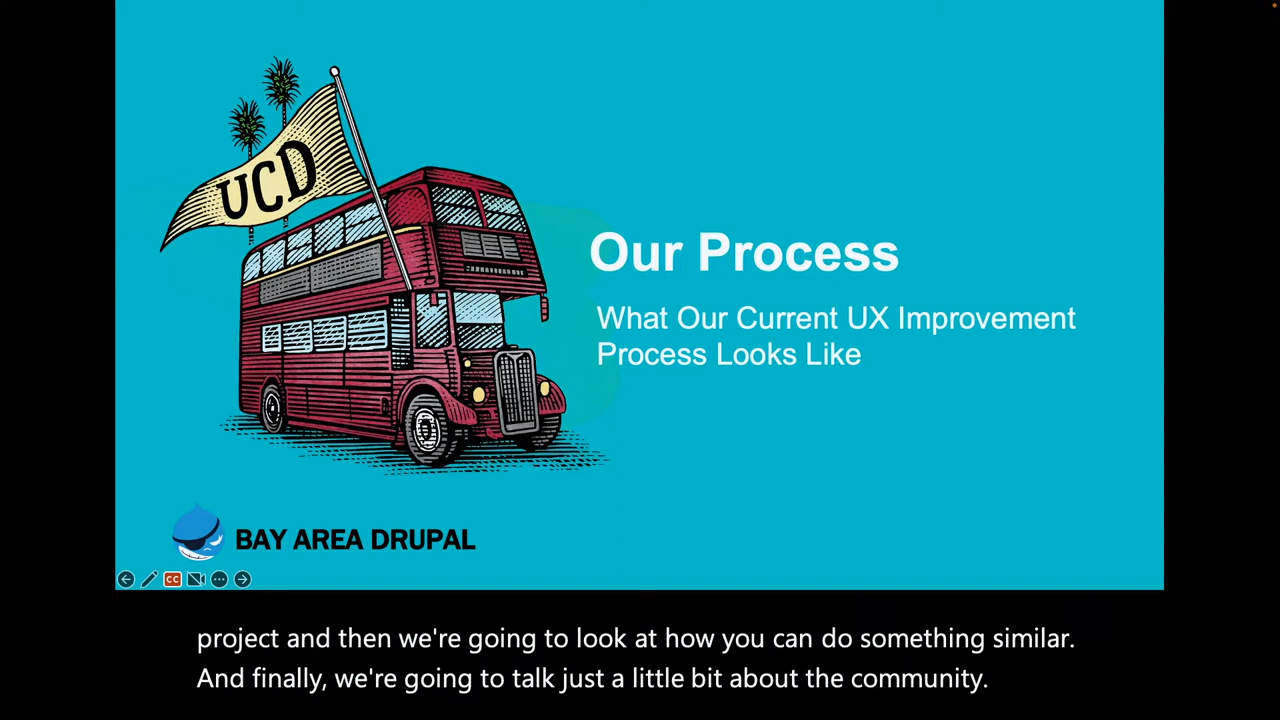 UCD
Our Process
What Our Current UX Improvement
Process Looks Like
BAY AREA DRUPAL
CC
project and then we're going to look at how you can do something similar.
And finally, we're going to talk just a little bit about the community.